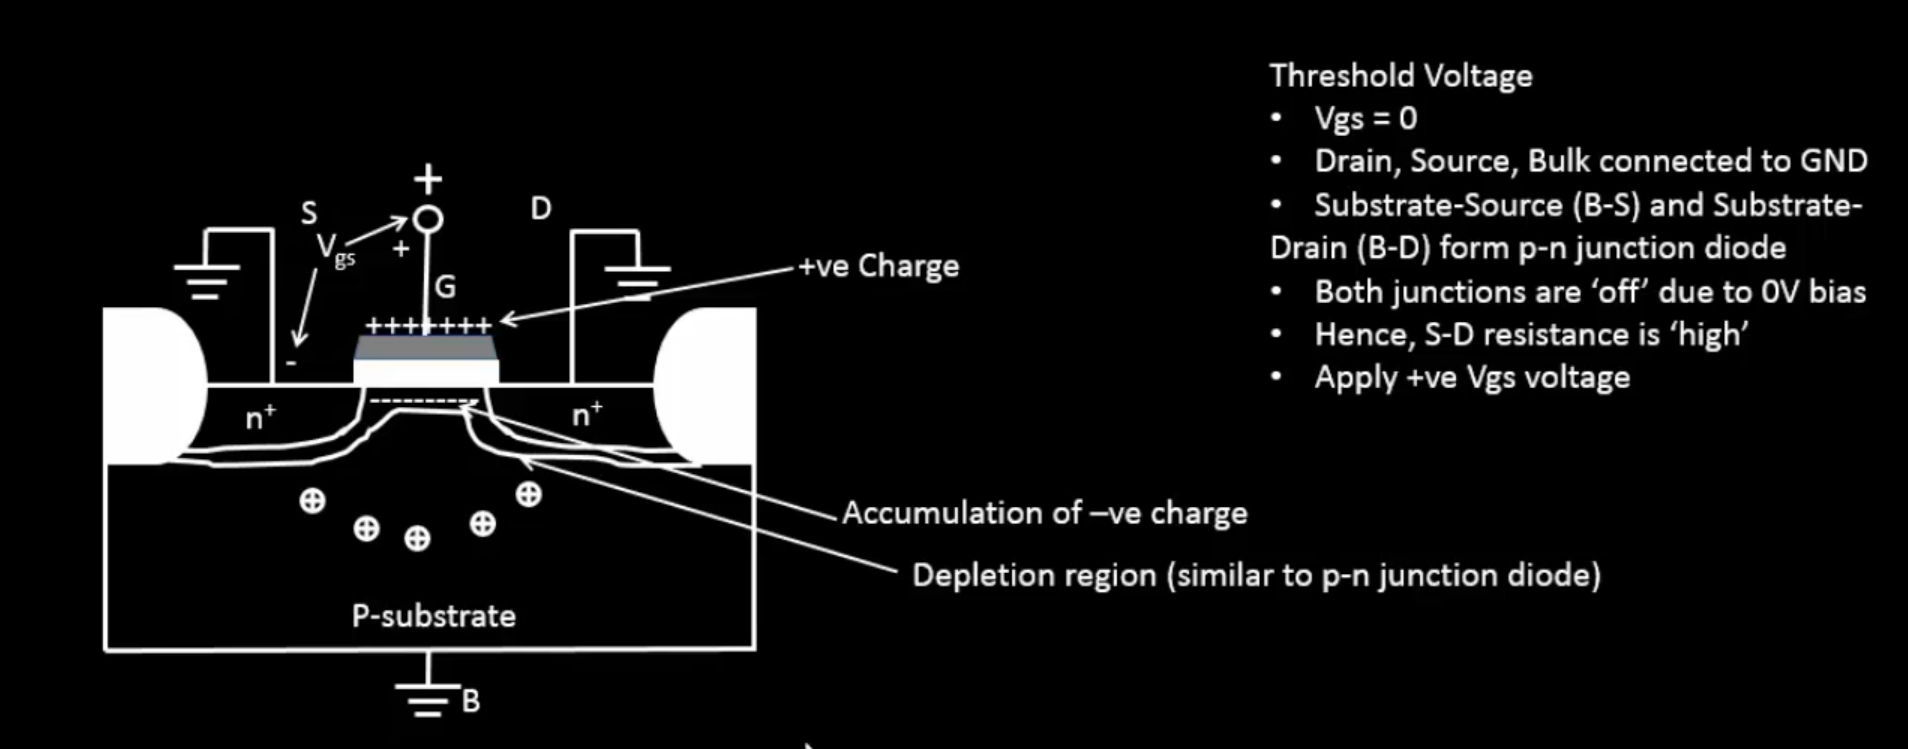 Threshold Voltage
• Vgs = 0
• Drain, Source, Bulk connected to GND
• Substrate-Source (B-S) and Substrate-
Drain (B-D) form p-n junction diode
• Both junctions are ‘off’ due to 0V bias
• Hence, S-D resistance is ‘high’
• Apply +ve Vgs voltage
+
S
D
Vgs
+
G
+ve Charge
+++++++
-
n+
----------
n+
Accumulation of –ve charge
Depletion region (similar to p-n junction diode)
P-substrate
B